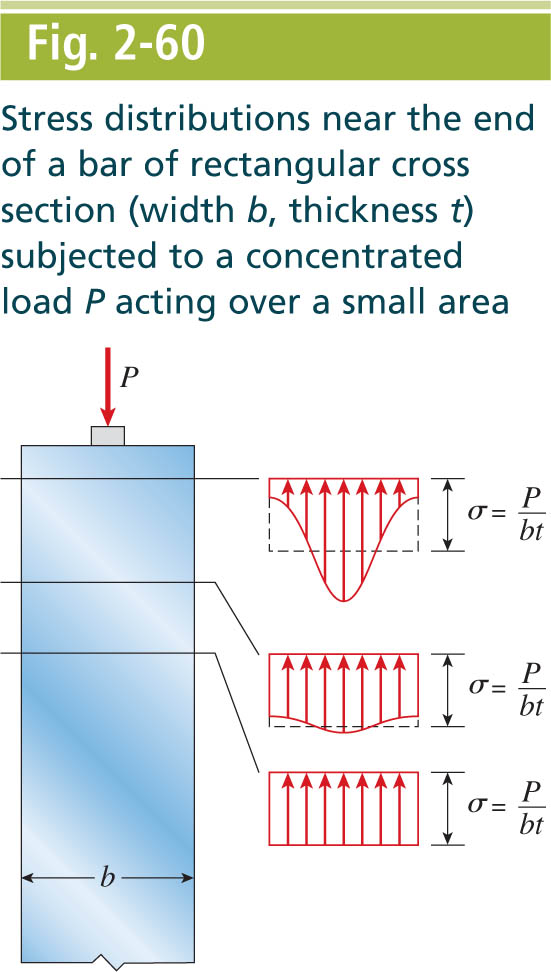 Fig. 2-60
Stress distributions near the end
of a bar of rectangular cross
section (width b, thickness t)
subjected to a concentrated
load P acting over a small area
P
σ = P/bt
σ = P/bt
σ = P/bt
b